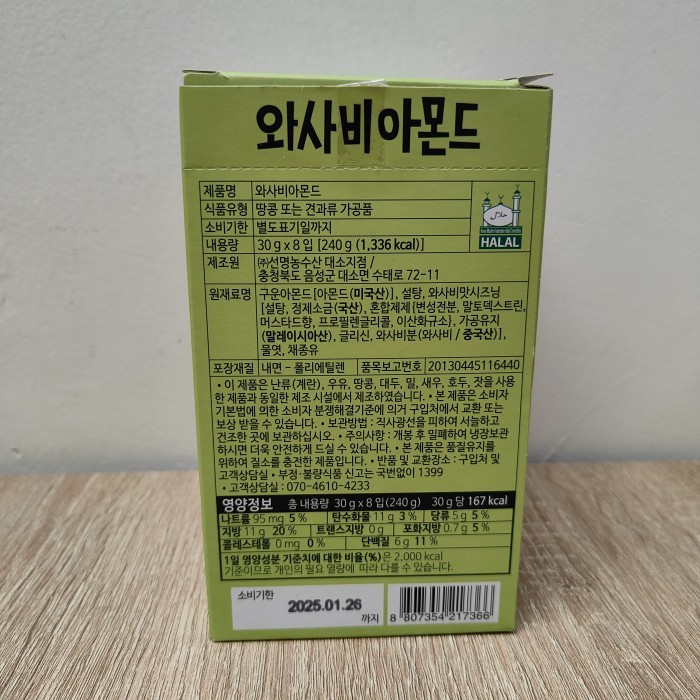 와사비아몬드
제품명 와사비아몬드
식품유형 땅콩 또는 견과류 가공품
소비기한 별도표기일까지
내용량 30 g x 8 입 [240 g (1,336 kcal)]
HALAL
제조원 ㈜선명농수산 대소지점 /
충청북도 음성군 대소면 수태로 72-11
원재료명 구운아몬드[아몬드(미국산)], 설탕, 와사비맛시즈닝
[설탕, 정제소금(국산), 혼합제제(변성전분, 말토덱스트린,
머스타드향, 프로필렌글리콜, 이산화규소), 가공유지
(말레이시아산), 글리신, 와사비분(와사비 / 중국산)],
물엿, 채종유
포장재질 내면 - 폴리에틸렌 품목보고번호 20130445116440
• 이 제품은 난류(계란), 우유, 땅콩, 대두, 밀, 새우, 호두, 잣을 사용
한 제품과 동일한 제조 시설에서 제조하였습니다. • 본 제품은 소비자
기본법에 의한 소비자 분쟁해결기준에 의거 구입처에서 교환 또는
보상 받을 수 있습니다. • 보관방법 : 직사광선을 피하여 서늘하고
건조한 곳에 보관하십시오. • 주의사항 : 개봉 후 밀폐하여 냉장보관
하시면 더욱 안전하게 드실 수 있습니다. • 본 제품은 품질유지를
위하여 질소를 충전한 제품입니다. • 반품 및 교환장소 : 구입처 및
고객상담실 • 부정·불량식품 신고는 국번없이 1399
• 고객상담실 : 070-4610-4233
영양정보 총 내용량 30 g x 8 입(240 g) 30 g 당 167 kcal
나트륨 95 mg 5 % 탄수화물 11 g 3 % 당류 5 g 5 %
지방 11 g 20 % 트랜스지방 0 g 포화지방 0.7 g 5 %
콜레스테롤 0 mg 0 % 단백질 6 g 11 %
1일 영양성분 기준치에 대한 비율(%)은 2,000 kcal
기준이므로 개인의 필요 열량에 따라 다를 수 있습니다.
소비기한
2025.01.26
까지
8 807354 217366